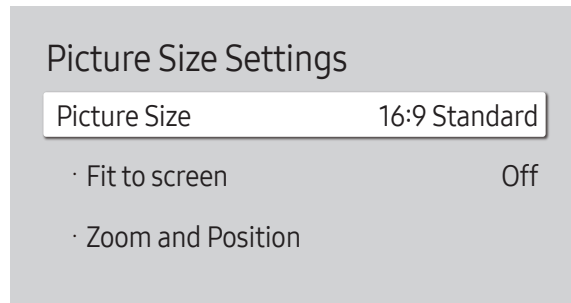 Picture Size Settings
Picture Size 16:9 Standard
· Fit to screen Off
· Zoom and Position